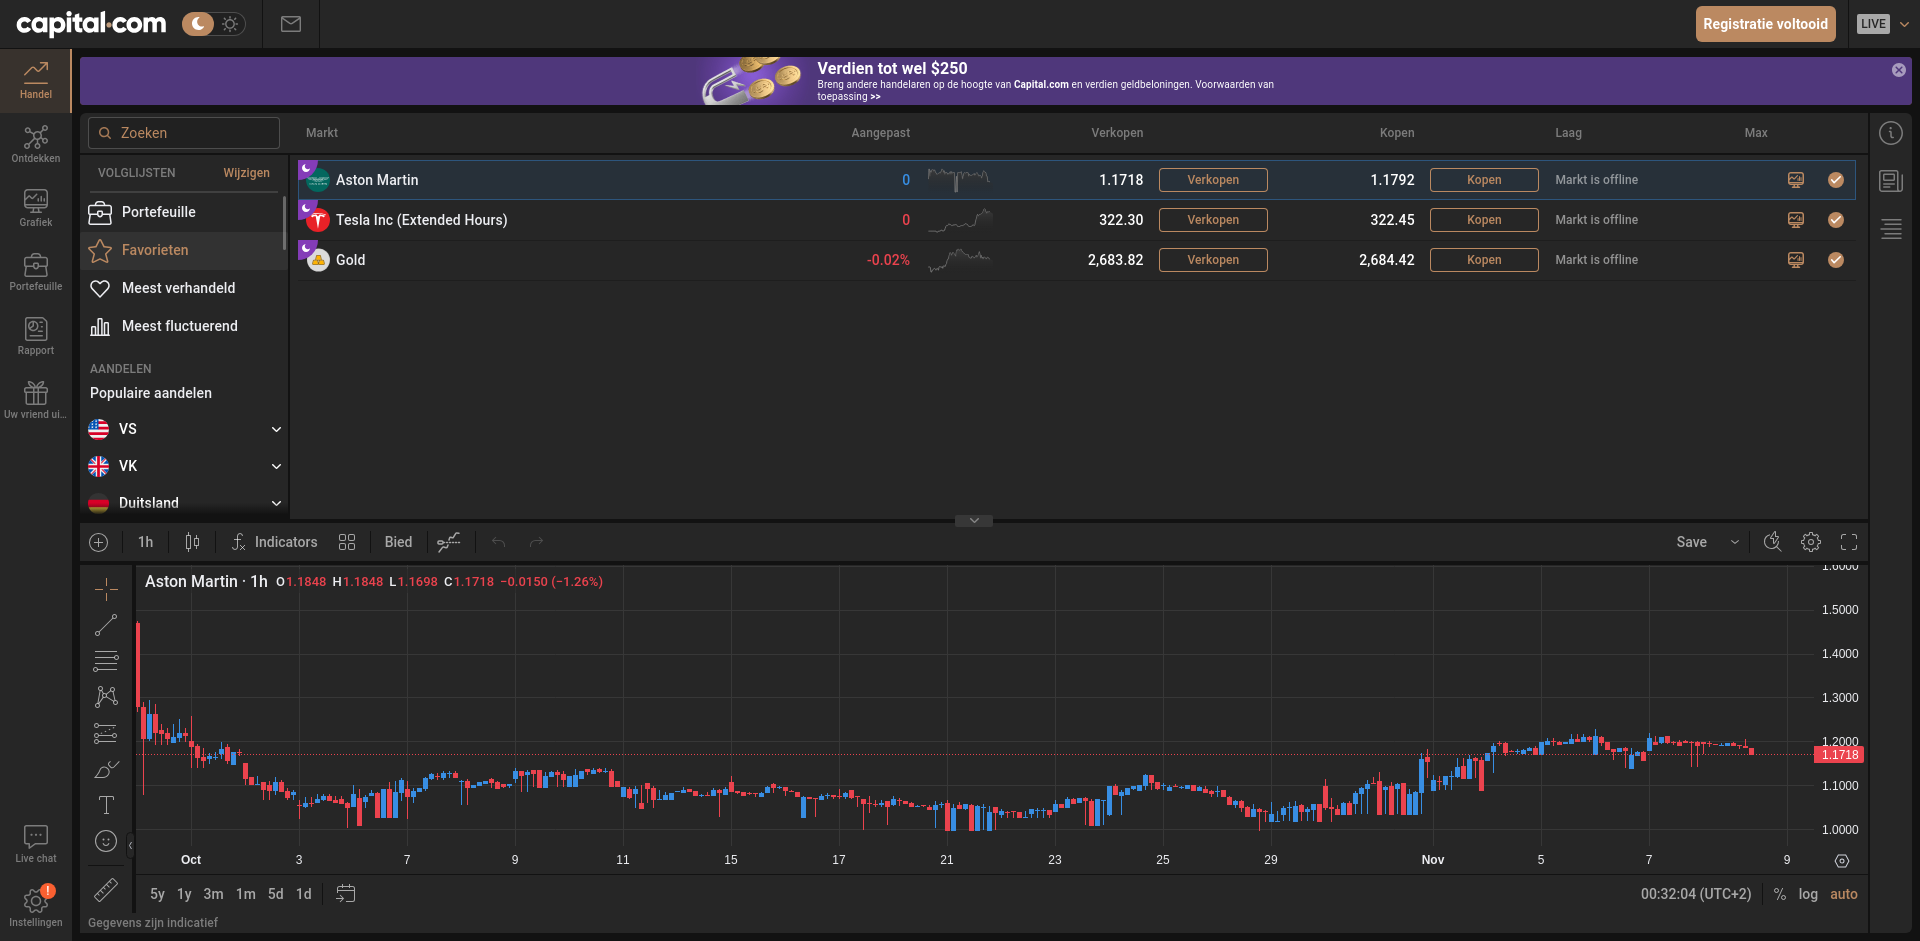 capital.com
Registratie voltooid
LIVE
Verdien tot wel $250
Breng andere handelaren op de hoogte van Capital.com en verdien geldbeloningen. Voorwaarden van
toepassing >>
Handel
Ontdekken
Grafiek
Portefeuille
Rapport
Uw vriend ui...
Live chat
!
Instellingen
Zoeken
VOLGLIJSTEN Wijzigen
Portefeuille
Favorieten
Meest verhandeld
Meest fluctuerend
AANDELEN
Populaire aandelen
VS
VK
Duitsland
Markt Aangepast Verkopen Kopen Laag Max
Aston Martin 0 1.1718 Verkopen 1.1792 Kopen Markt is offline
Tesla Inc (Extended Hours) 0 322.30 Verkopen 322.45 Kopen Markt is offline
Gold -0.02% 2,683.82 Verkopen 2,684.42 Kopen Markt is offline
1h Indicators Bied Save
Aston Martin · 1h O1.1848 H1.1848 L1.1698 C1.1718 −0.0150 (−1.26%)
1.6000
1.5000
1.4000
1.3000
1.2000
1.1718
1.1000
1.0000
Oct 3 7 9 11 15 17 21 23 25 29 Nov 5 7 9
5y 1y 3m 1m 5d 1d 00:32:04 (UTC+2) % log auto
Gegevens zijn indicatief